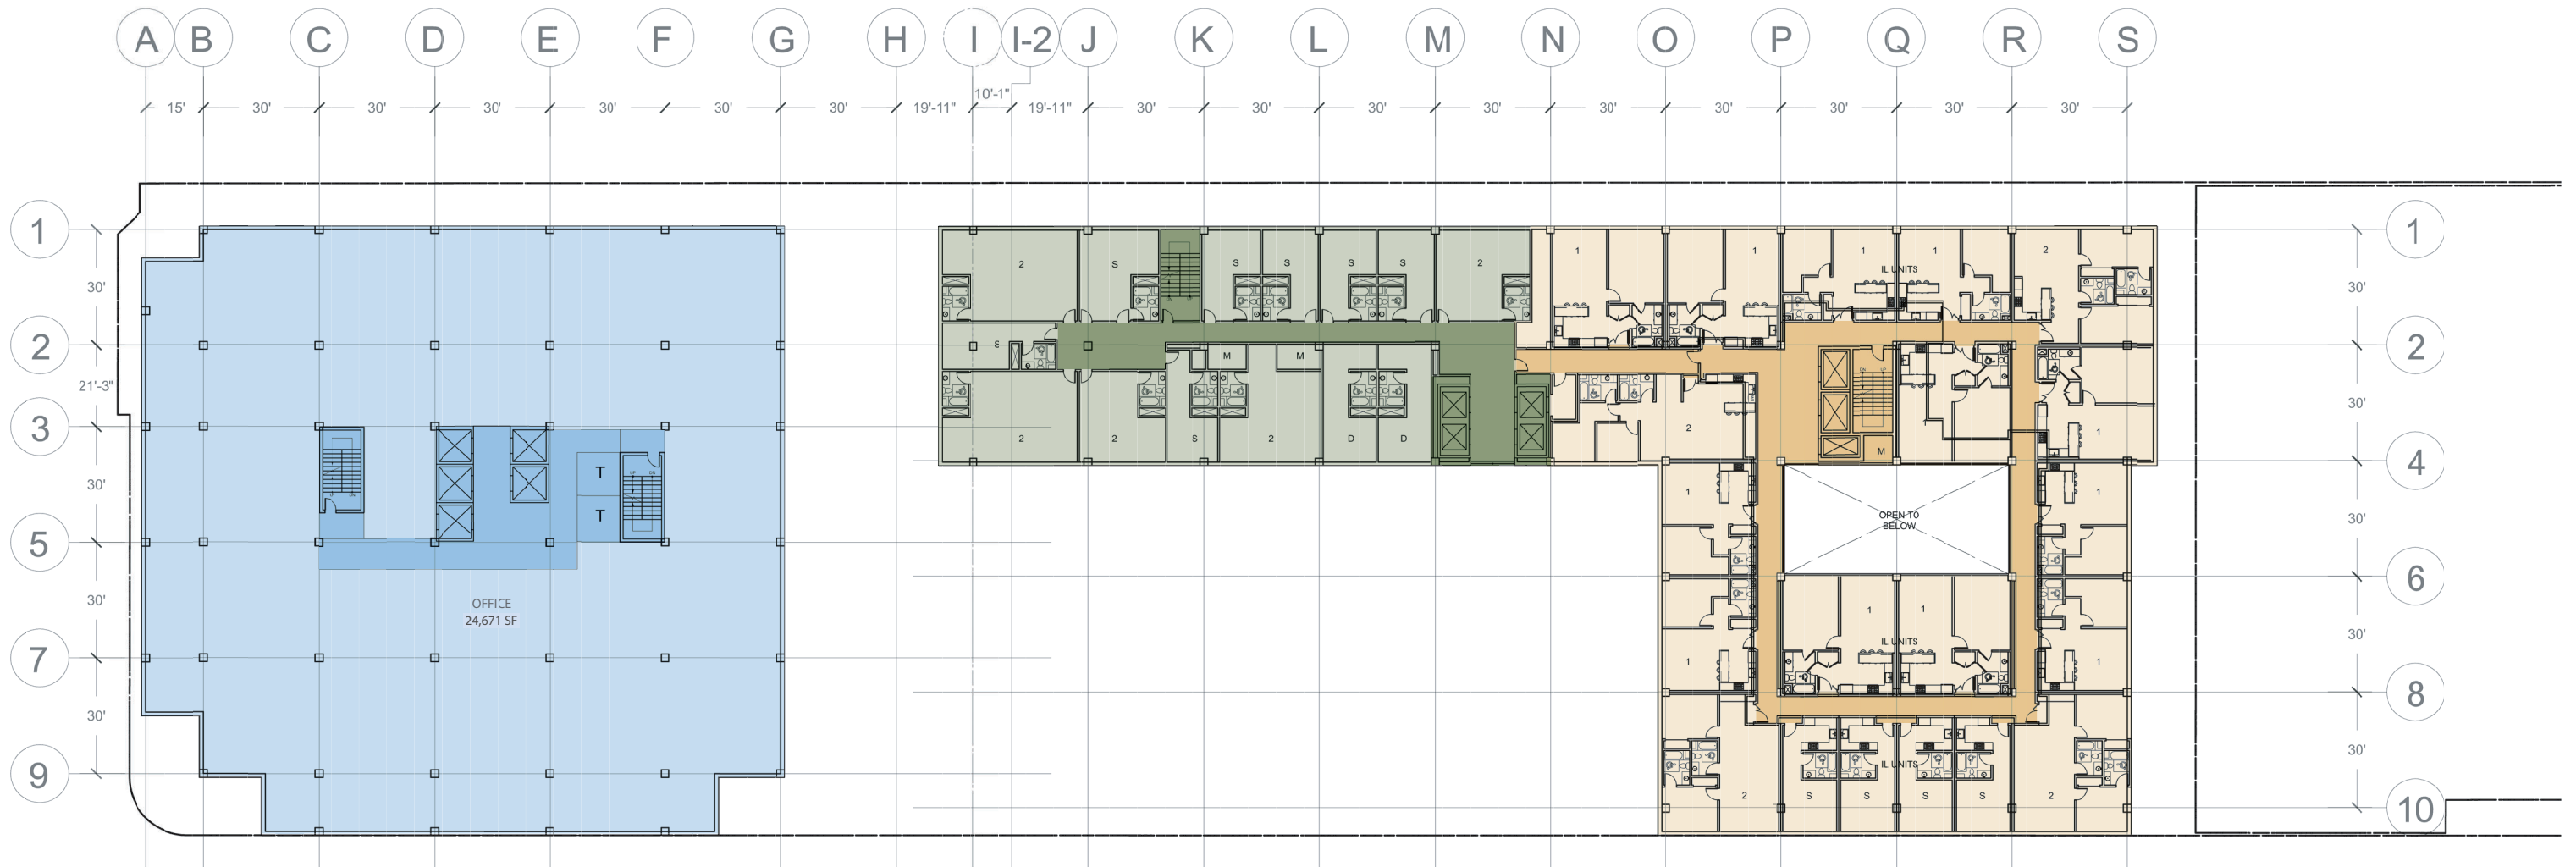 A B C D E F G H I I-2 J K L M N O P Q R S
10'-1"
15' 30' 30' 30' 30' 30' 30' 19'-11" 19'-11" 30' 30' 30' 30' 30' 30' 30' 30' 30'
1 1
2 S S S S S S 2 1 1 1 1 2
IL UNITS
30' 30'
2 2
S M M
21'-3" 30'
3
2 2 S 2 D D 2 M 1
4
T 1 1
30' 30'
OPEN TO
BELOW
T
5
6
30' OFFICE 1 1
24,671 SF
30'
IL UNITS
7 1 1
8
30' 30'
IL UNITS
9
2 S S S S 2
10